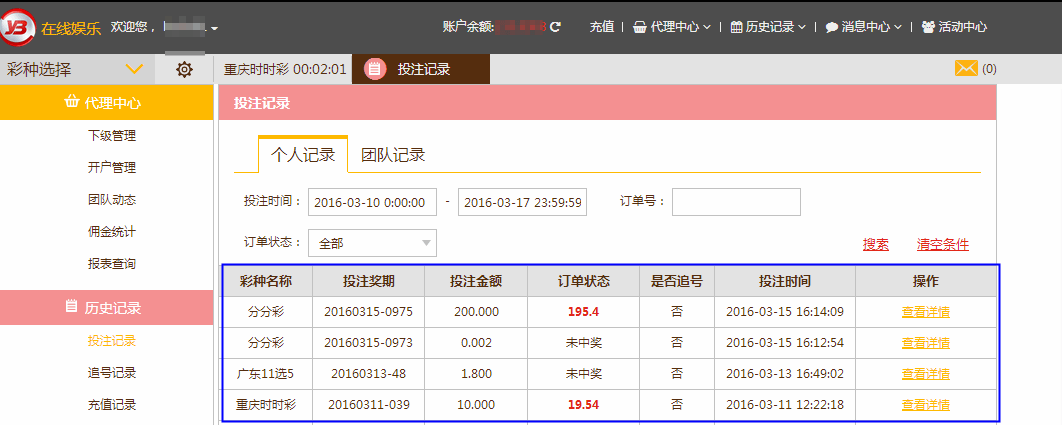 YB 在线娱乐 欢迎您， 账户余额: 充值 | 代理中心 | 历史记录 | 消息中心 | 活动中心
彩种选择 重庆时时彩 00:02:01 投注记录 (0)
代理中心
下级管理
开户管理
团队动态
佣金统计
报表查询
历史记录
投注记录
追号记录
充值记录
投注记录
个人记录 团队记录
投注时间： 2016-03-10 0:00:00 - 2016-03-17 23:59:59 订单号：
订单状态： 全部 搜索 清空条件
彩种名称 投注奖期 投注金额 订单状态 是否追号 投注时间 操作
分分彩 20160315-0975 200.000 195.4 否 2016-03-15 16:14:09 查看详情
分分彩 20160315-0973 0.002 未中奖 否 2016-03-15 16:12:54 查看详情
广东11选5 20160313-48 1.800 未中奖 否 2016-03-13 16:49:02 查看详情
重庆时时彩 20160311-039 10.000 19.54 否 2016-03-11 12:22:18 查看详情